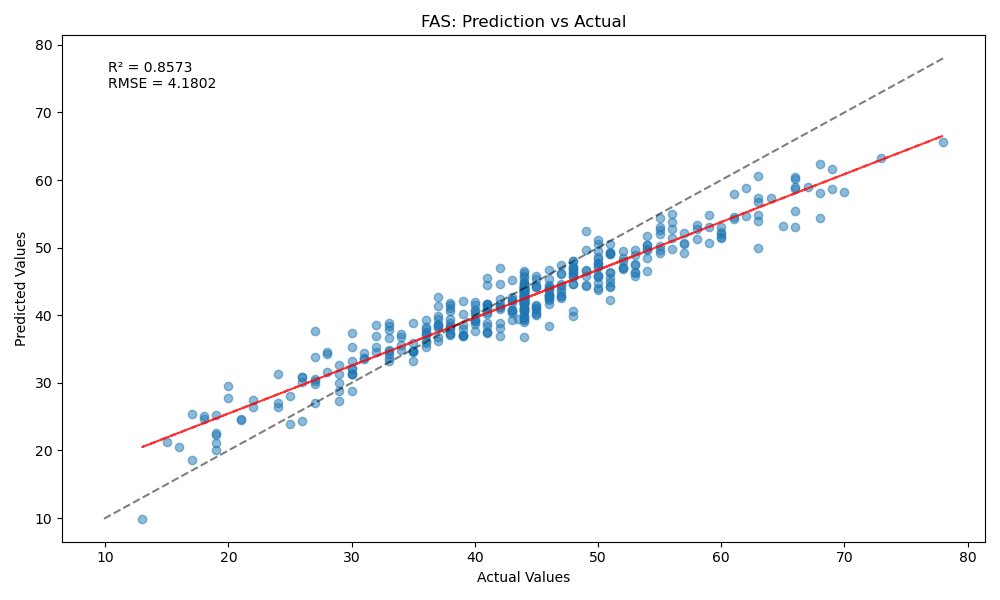 FAS: Prediction vs Actual
R² = 0.8573
RMSE = 4.1802
Predicted Values
80
70
60
50
40
30
20
10
10 20 30 40 50 60 70 80
Actual Values